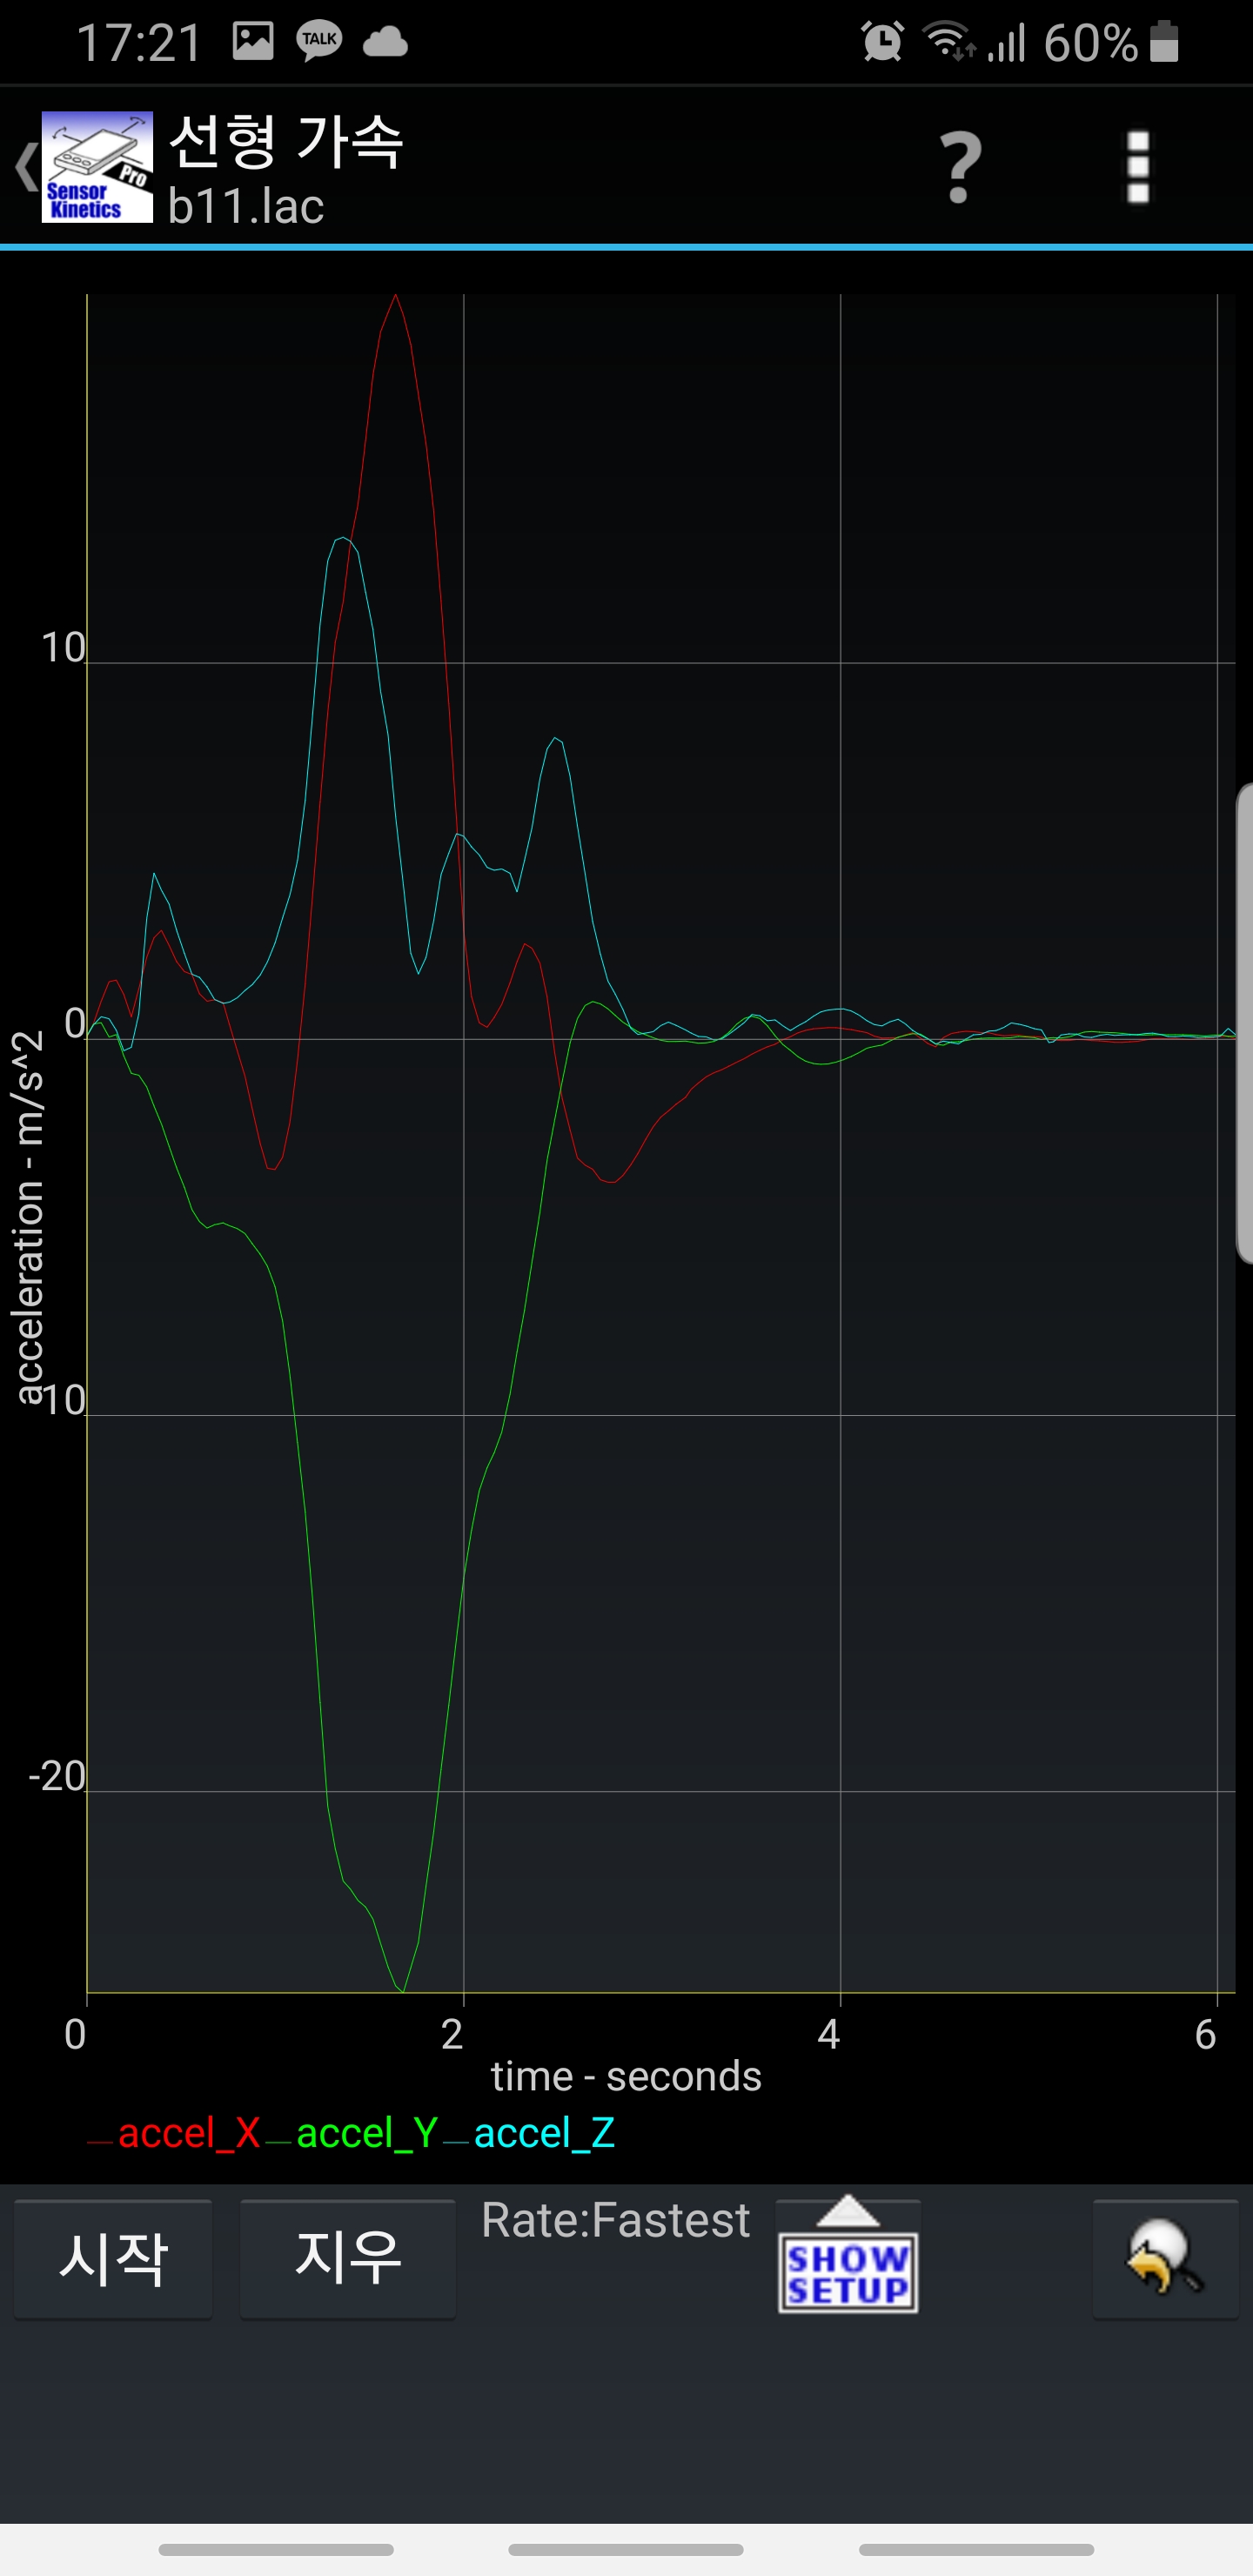 17:21 TALK 60%
선형 가속
Sensor Kinetics Pro
b11.lac
?
10
0
acceleration - m/s^2
-10
-20
0 2 4 6
time - seconds
accel_X accel_Y accel_Z
시작 지우 Rate:Fastest
SHOW
SETUP